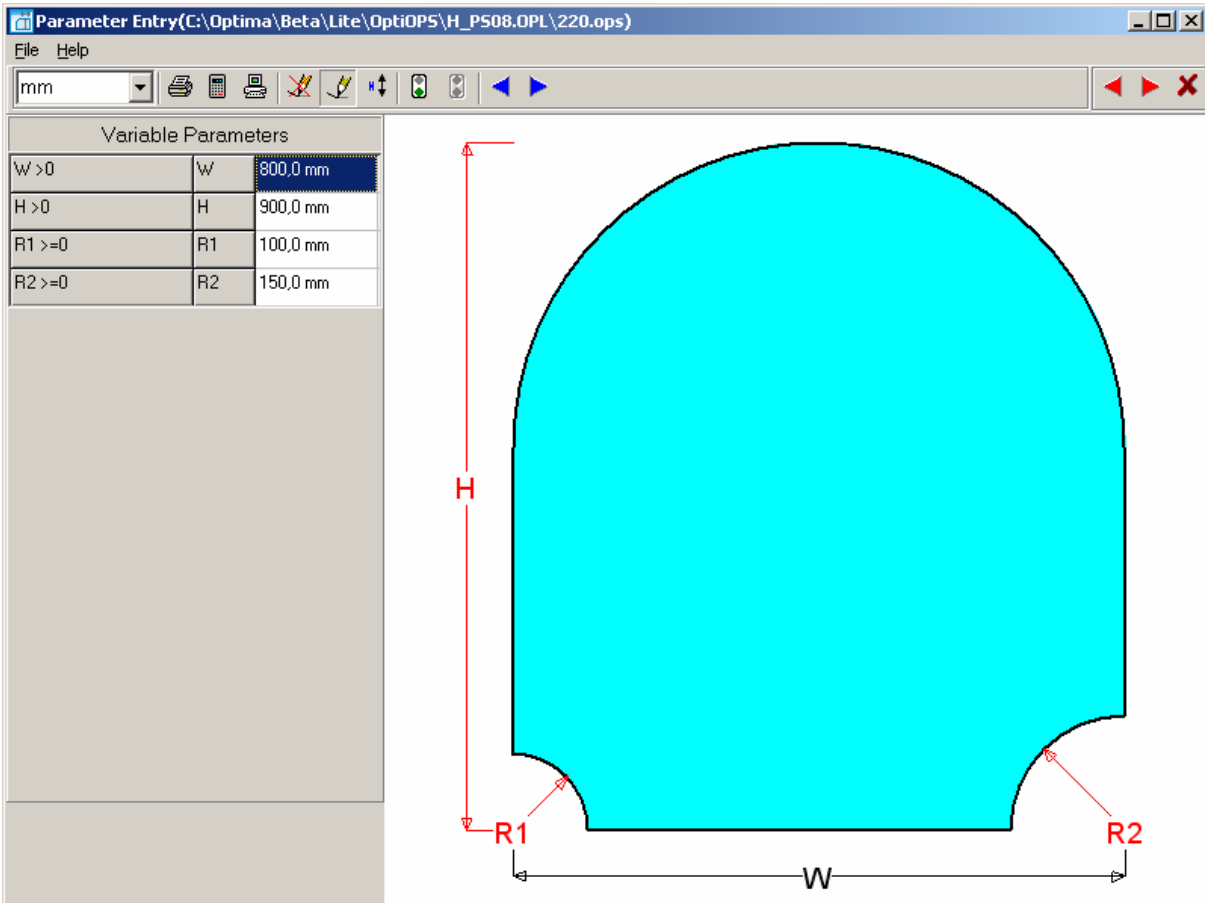 Parameter Entry(C:\Optima\Beta\Lite\OptiOPS\H_PS08.OPL\220.ops)
File Help
mm
Variable Parameters
W >0 W 800,0 mm
H >0 H 900,0 mm
R1 >=0 R1 100,0 mm
R2 >=0 R2 150,0 mm
H
R1
R2
W